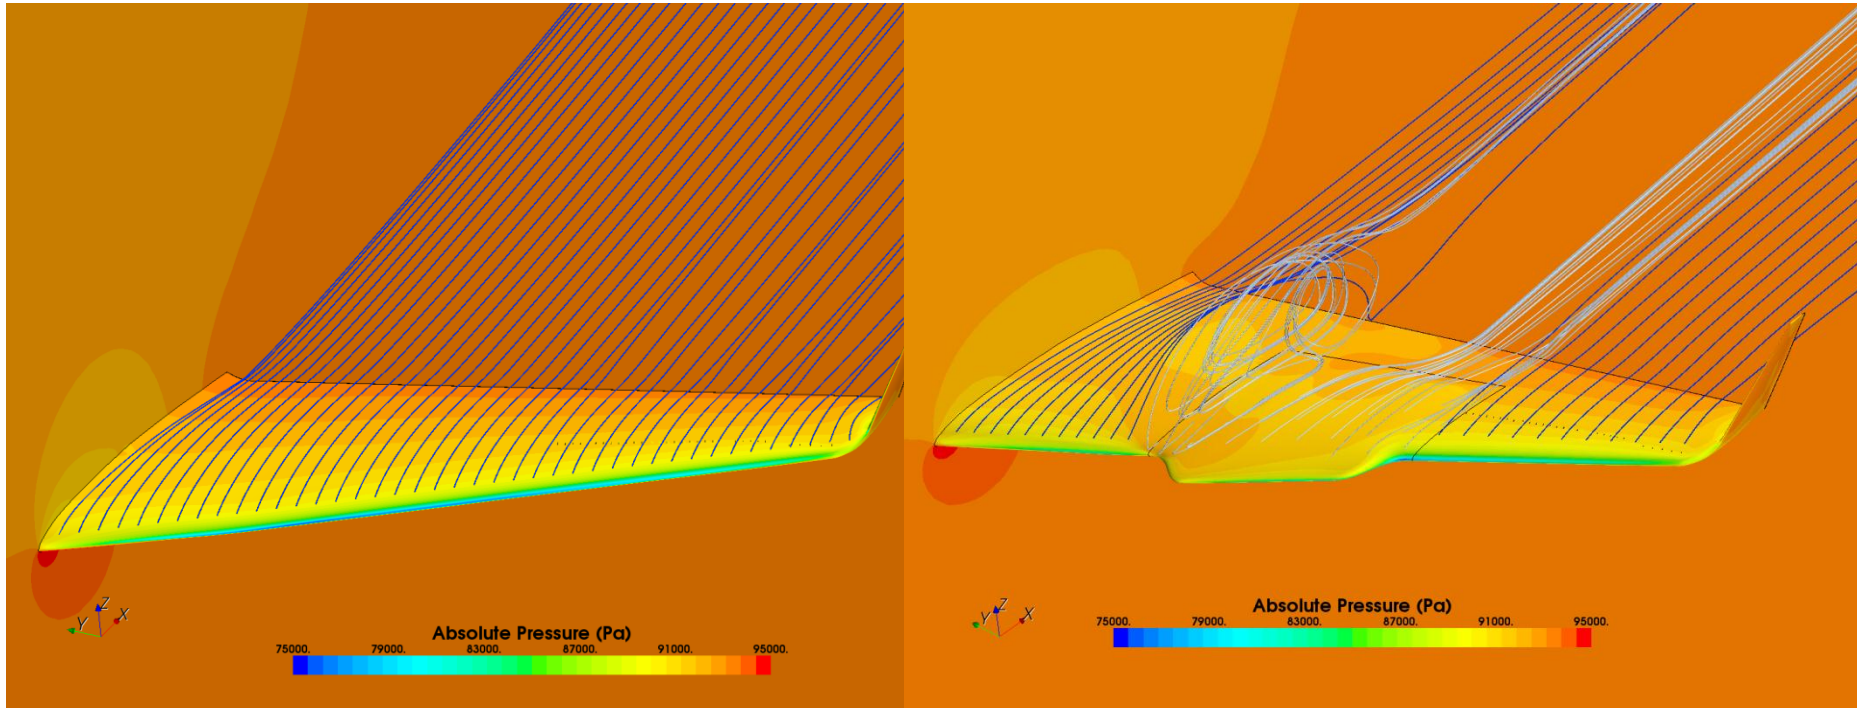 Z
Y X
Absolute Pressure (Pa)
75000. 79000. 83000. 87000. 91000. 95000.
Z
Y X
Absolute Pressure (Pa)
75000. 79000. 83000. 87000. 91000. 95000.